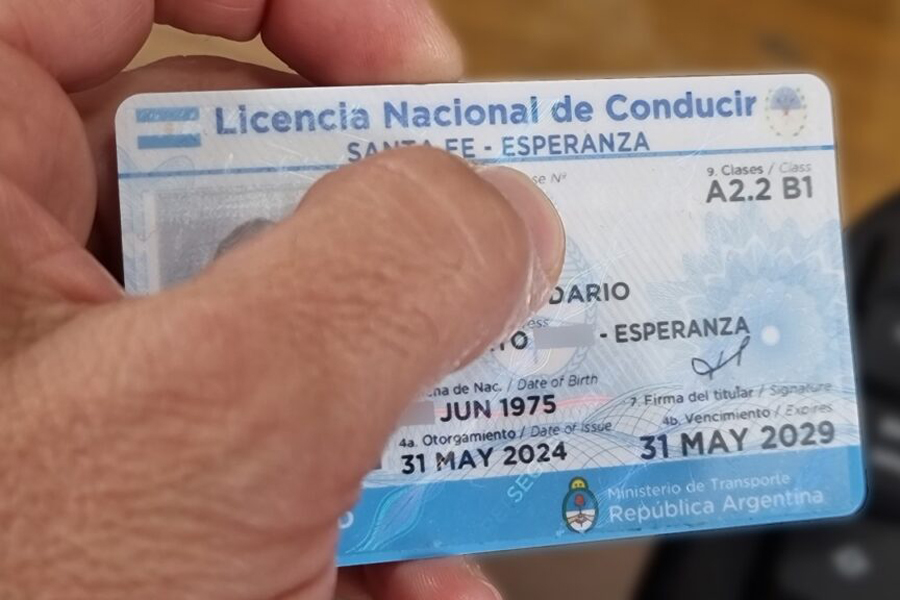 Licencia Nacional de Conducir
SANTA FE - ESPERANZA
9. Clases / Class
A2.2 B1
DARIO
- ESPERANZA
de Nac. / Date of Birth
JUN 1975
7. Firma del titular / Signature
4a. Otorgamiento / Date of Issue
31 MAY 2024
4b. Vencimiento / Expires
31 MAY 2029
Ministerio de Transporte
República Argentina